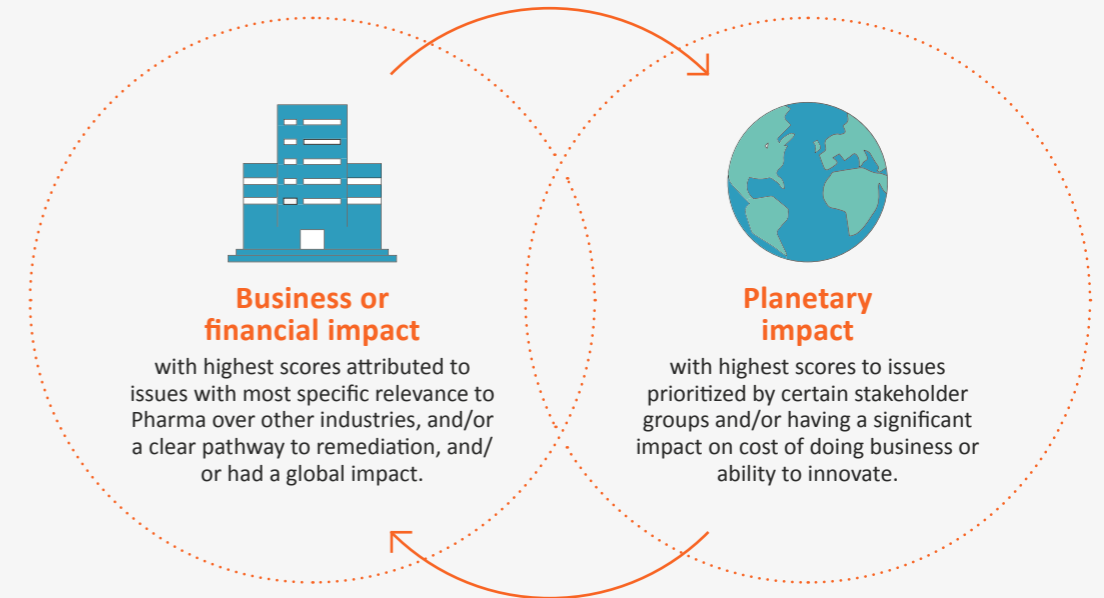 Business or
financial impact
with highest scores attributed to
issues with most specific relevance to
Pharma over other industries, and/or
a clear pathway to remediation, and/
or had a global impact.
Planetary
impact
with highest scores to issues
prioritized by certain stakeholder
groups and/or having a significant
impact on cost of doing business or
ability to innovate.